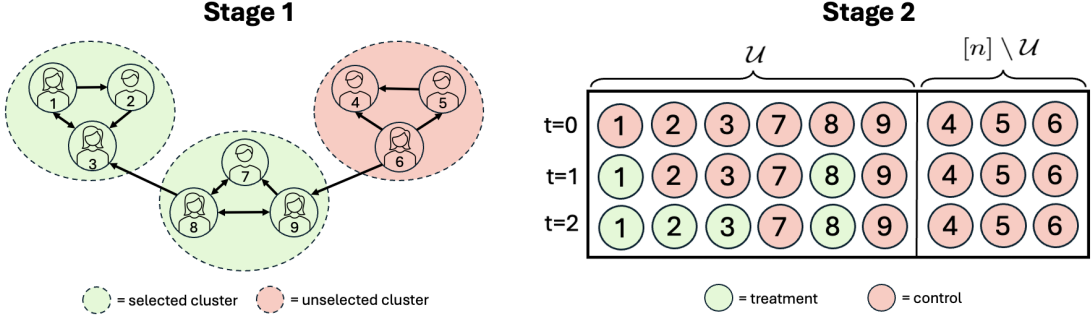 Stage 1
1 2
3
4 5
6
7
8 9
= selected cluster = unselected cluster
Stage 2
𝒰 [n] \ 𝒰
t=0 1 2 3 7 8 9 4 5 6
t=1 1 2 3 7 8 9 4 5 6
t=2 1 2 3 7 8 9 4 5 6
= treatment = control